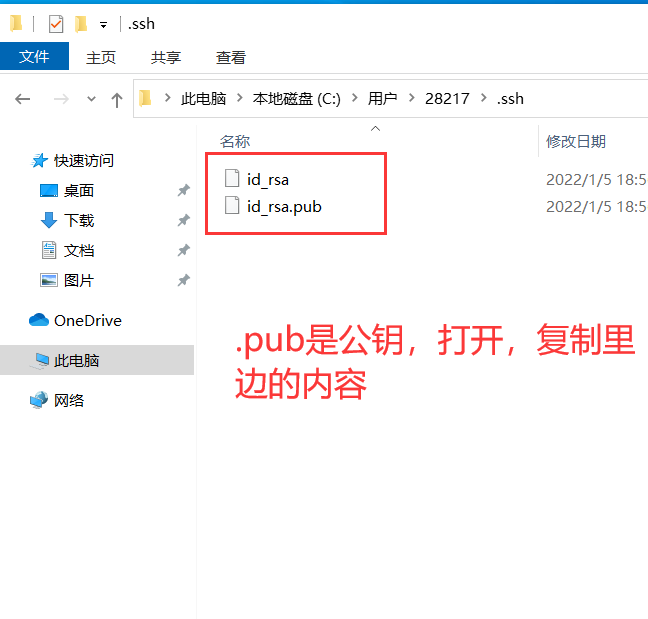 .ssh
文件 主页 共享 查看
此电脑 本地磁盘 (C:) 用户 28217 .ssh
名称 修改日期
快速访问
桌面
下载
文档
图片
OneDrive
此电脑
网络
id_rsa 2022/1/5 18:5
id_rsa.pub 2022/1/5 18:5
.pub是公钥，打开，复制里
边的内容